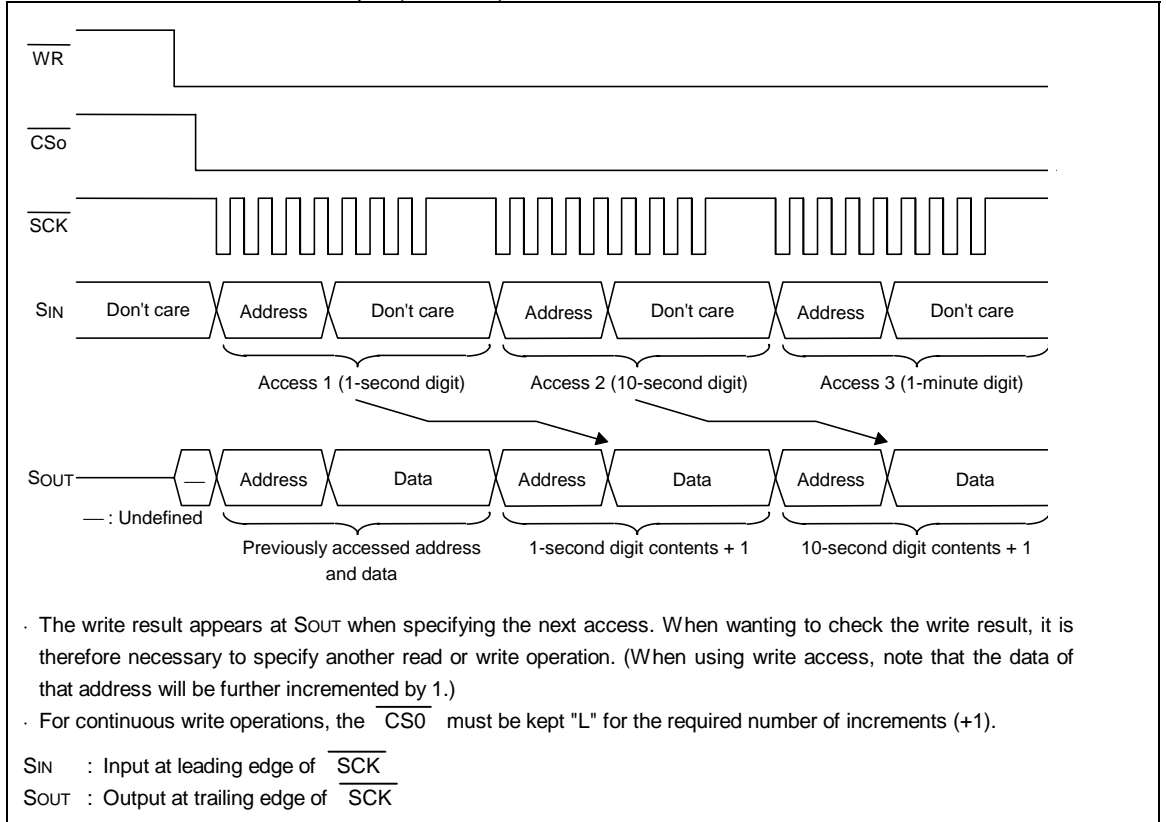 WR
CSo
SCK
SIN Don't care Address Don't care Address Don't care Address Don't care
Access 1 (1-second digit) Access 2 (10-second digit) Access 3 (1-minute digit)
SOUT — Address Data Address Data Address Data
— : Undefined
Previously accessed address 1-second digit contents + 1 10-second digit contents + 1
and data
· The write result appears at SOUT when specifying the next access. When wanting to check the write result, it is
therefore necessary to specify another read or write operation. (When using write access, note that the data of
that address will be further incremented by 1.)
· For continuous write operations, the CS0 must be kept "L" for the required number of increments (+1).
SIN : Input at leading edge of SCK
SOUT : Output at trailing edge of SCK